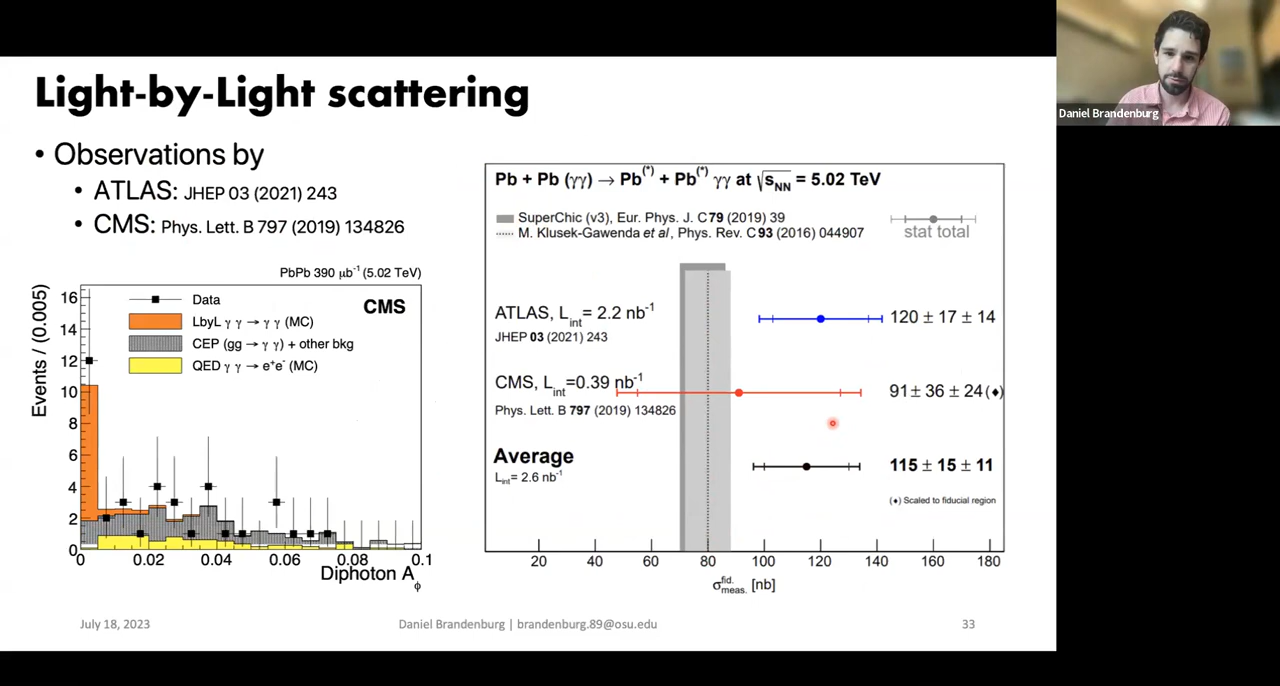 Light-by-Light scattering
• Observations by
• ATLAS: JHEP 03 (2021) 243
• CMS: Phys. Lett. B 797 (2019) 134826
PbPb 390 μb⁻¹ (5.02 TeV)
CMS
Data
LbyL γ γ → γ γ (MC)
CEP (gg → γ γ) + other bkg
QED γ γ → e⁺e⁻ (MC)
Events / (0.005)
16
14
12
10
8
6
4
2
0
0 0.02 0.04 0.06 0.08 0.1
Diphoton A_ϕ
Pb + Pb (γγ) → Pb^(*) + Pb^(*) γγ at √s_NN = 5.02 TeV
SuperChic (v3), Eur. Phys. J. C 79 (2019) 39
M. Klusek-Gawenda et al, Phys. Rev. C 93 (2016) 044907
stat total
ATLAS, L_int = 2.2 nb⁻¹ 120 ± 17 ± 14
JHEP 03 (2021) 243
CMS, L_int=0.39 nb⁻¹ 91 ± 36 ± 24 (♦)
Phys. Lett. B 797 (2019) 134826
Average 115 ± 15 ± 11
L_int= 2.6 nb⁻¹
(♦) Scaled to fiducial region
20 40 60 80 100 120 140 160 180
σ^fid._meas. [nb]
July 18, 2023 Daniel Brandenburg | brandenburg.89@osu.edu 33
Daniel Brandenburg